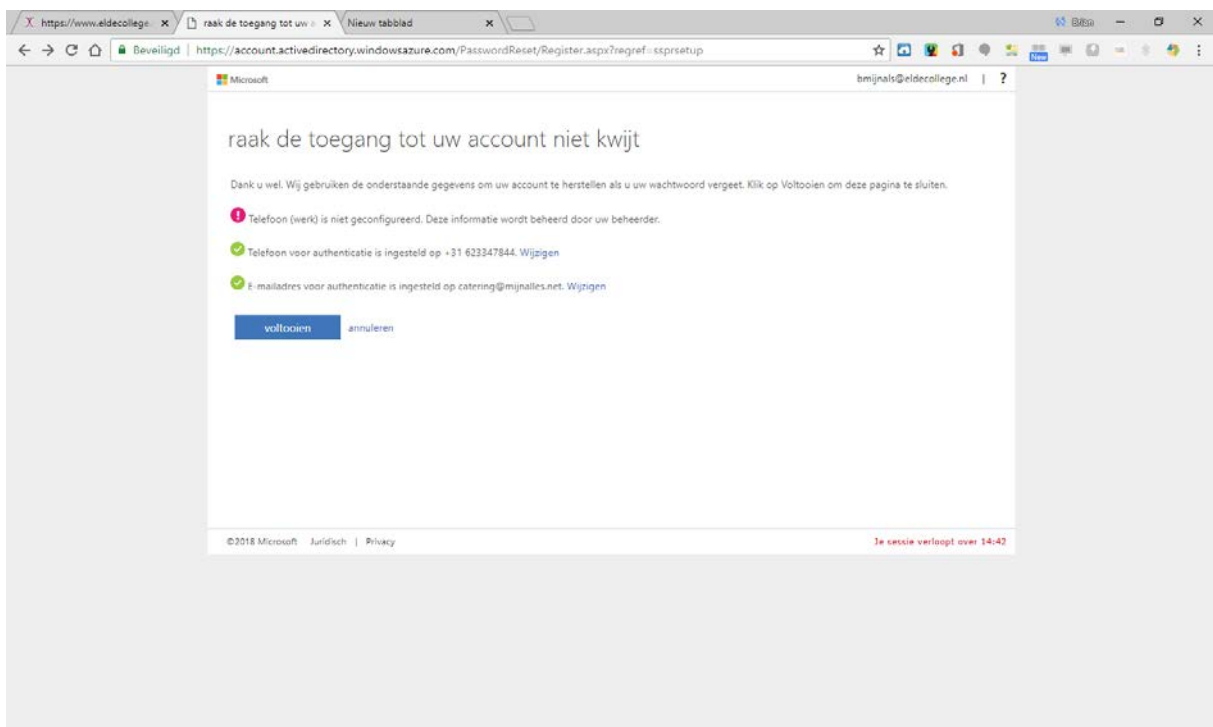 https://www.eldecollege.
raak de toegang tot uw a
Nieuw tabblad
Beveiligd | https://account.activedirectory.windowsazure.com/PasswordReset/Register.aspx?regref=ssprsetup
New
Microsoft
bmijnals@eldecollege.nl | ?
raak de toegang tot uw account niet kwijt
Dank u wel. Wij gebruiken de onderstaande gegevens om uw account te herstellen als u uw wachtwoord vergeet. Klik op Voltooien om deze pagina te sluiten.
Telefoon (werk) is niet geconfigureerd. Deze informatie wordt beheerd door uw beheerder.
Telefoon voor authenticatie is ingesteld op +31 623347844. Wijzigen
E-mailadres voor authenticatie is ingesteld op catering@mijnalles.net. Wijzigen
voltooien annuleren
©2018 Microsoft Juridisch | Privacy
Je sessie verloopt over 14:42